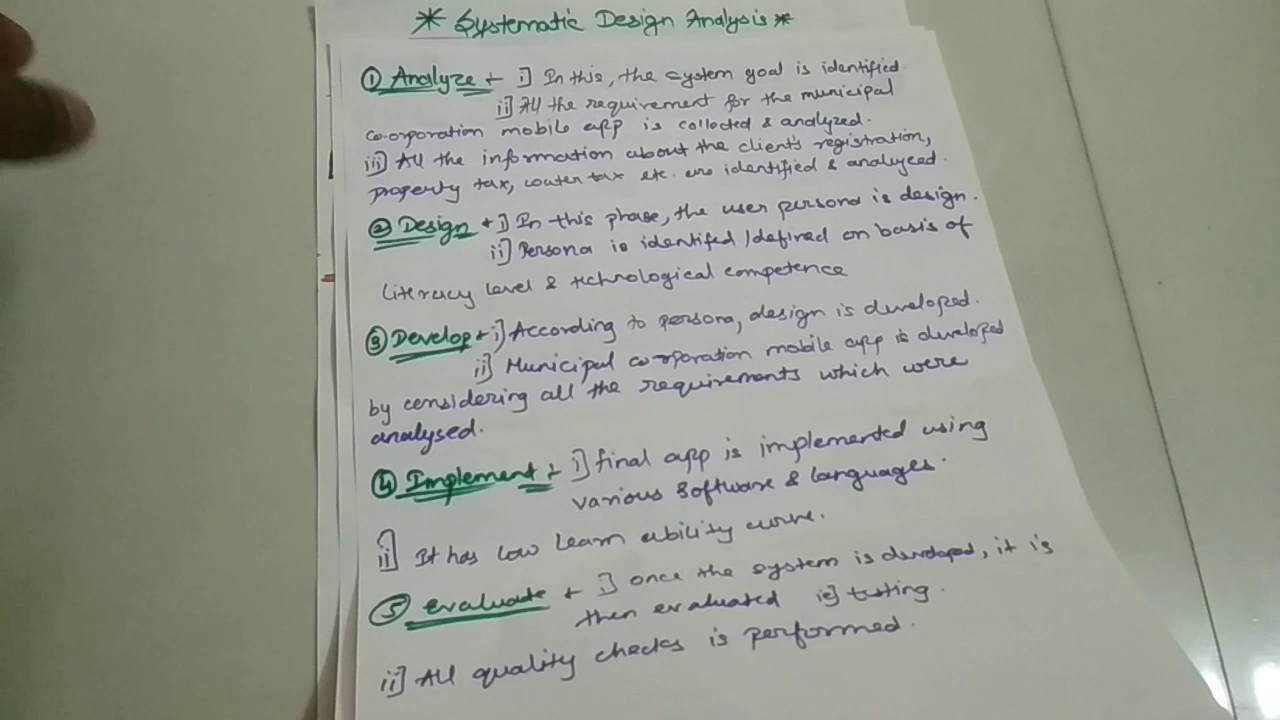 * Systematic Design Analysis *
① Analyze + i] In this, the system goal is identified.
ii] All the requirement for the municipal
co-orporation mobile app is collected & analyzed.
iii] All the information about the client's registration,
property tax, water tax etc. are identified & analyzed.
② Design + i] In this phase, the user persona is design.
ii] Persona is identifed / defined on basis of
literacy level & technological competence
③ Develop + i] According to persona, design is developed.
ii] Municipal co-orporation mobile app is developed
by considering all the requirements which were
analysed.
④ Implement + i] final app is implemented using
various software & languages.
ii] It has low learn ability curve.
⑤ evaluate + i] once the system is developed, it is
then evaluated ie] testing.
ii] All quality checks is performed.